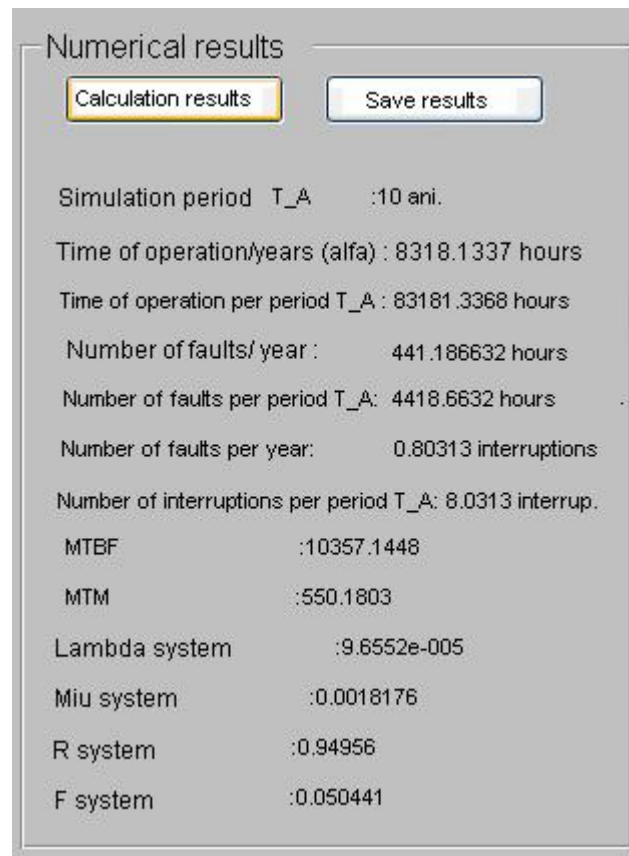 Numerical results
Calculation results Save results
Simulation period T_A :10 ani.
Time of operation/years (alfa) : 8318.1337 hours
Time of operation per period T_A : 83181.3368 hours
Number of faults/ year : 441.186632 hours
Number of faults per period T_A: 4418.6632 hours
Number of faults per year: 0.80313 interruptions
Number of interruptions per period T_A: 8.0313 interrup.
MTBF :10357.1448
MTM :550.1803
Lambda system :9.6552e-005
Miu system :0.0018176
R system :0.94956
F system :0.050441